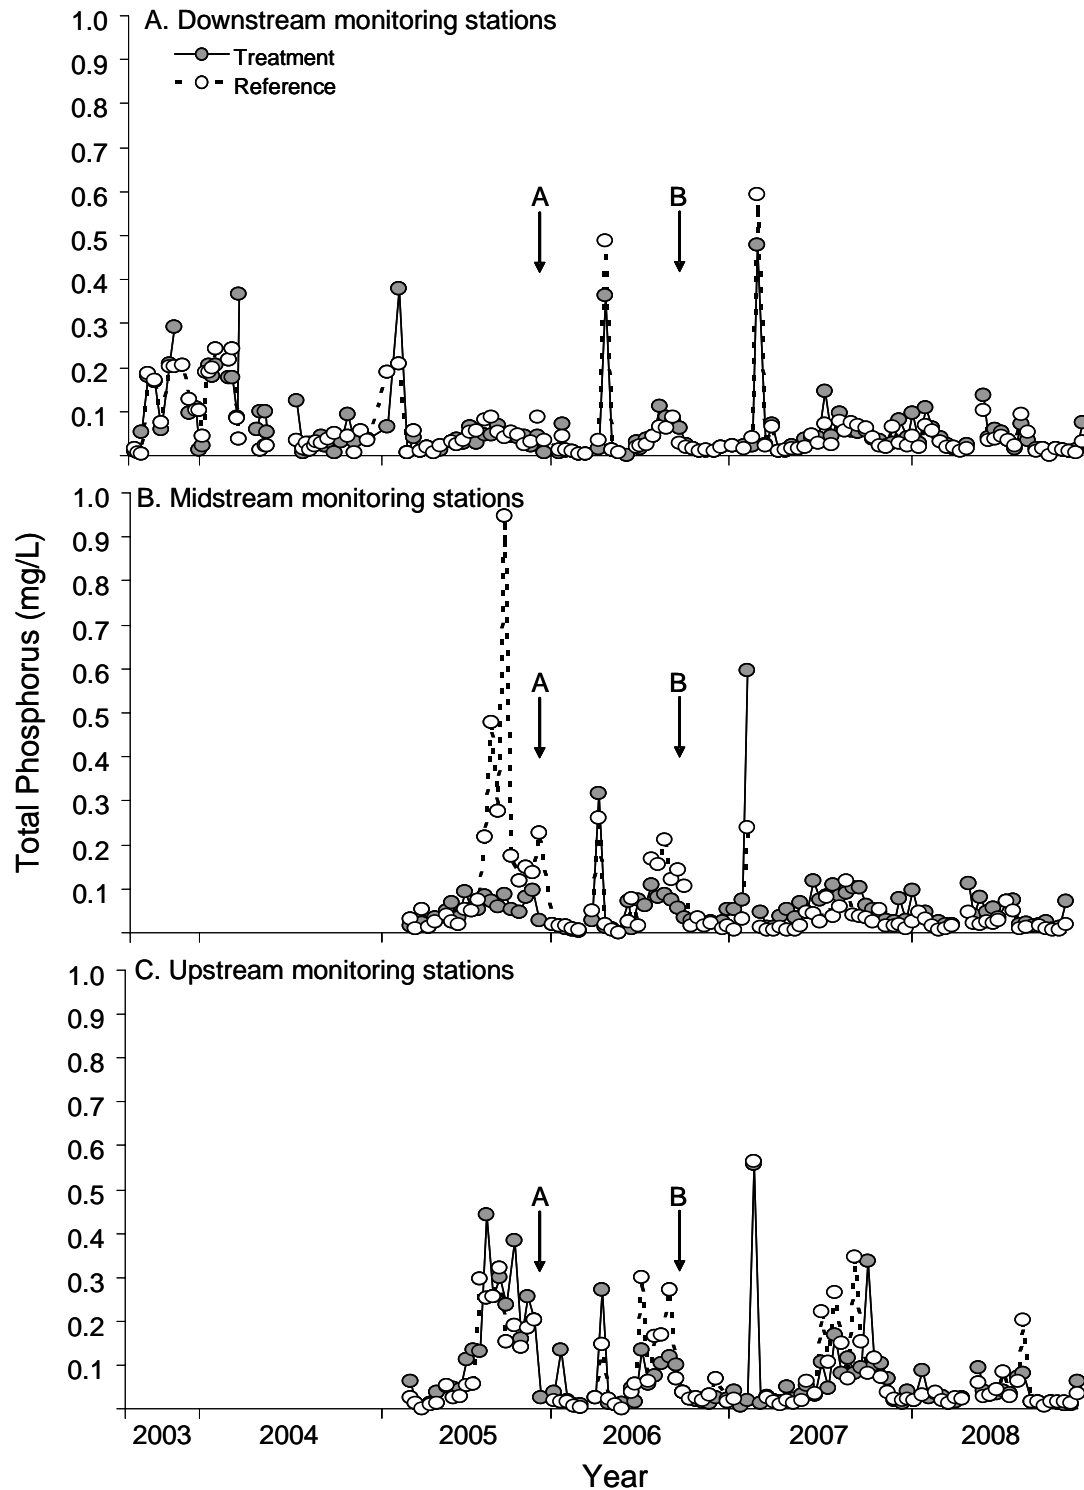 A. Downstream monitoring stations
Treatment
Reference
1.0
0.9
0.8
0.7
0.6
0.5
0.4
0.3
0.2
0.1
A
B
B. Midstream monitoring stations
1.0
0.9
0.8
0.7
0.6
0.5
0.4
0.3
0.2
0.1
A
B
Total Phosphorus (mg/L)
C. Upstream monitoring stations
1.0
0.9
0.8
0.7
0.6
0.5
0.4
0.3
0.2
0.1
A
B
2003 2004 2005 2006 2007 2008
Year